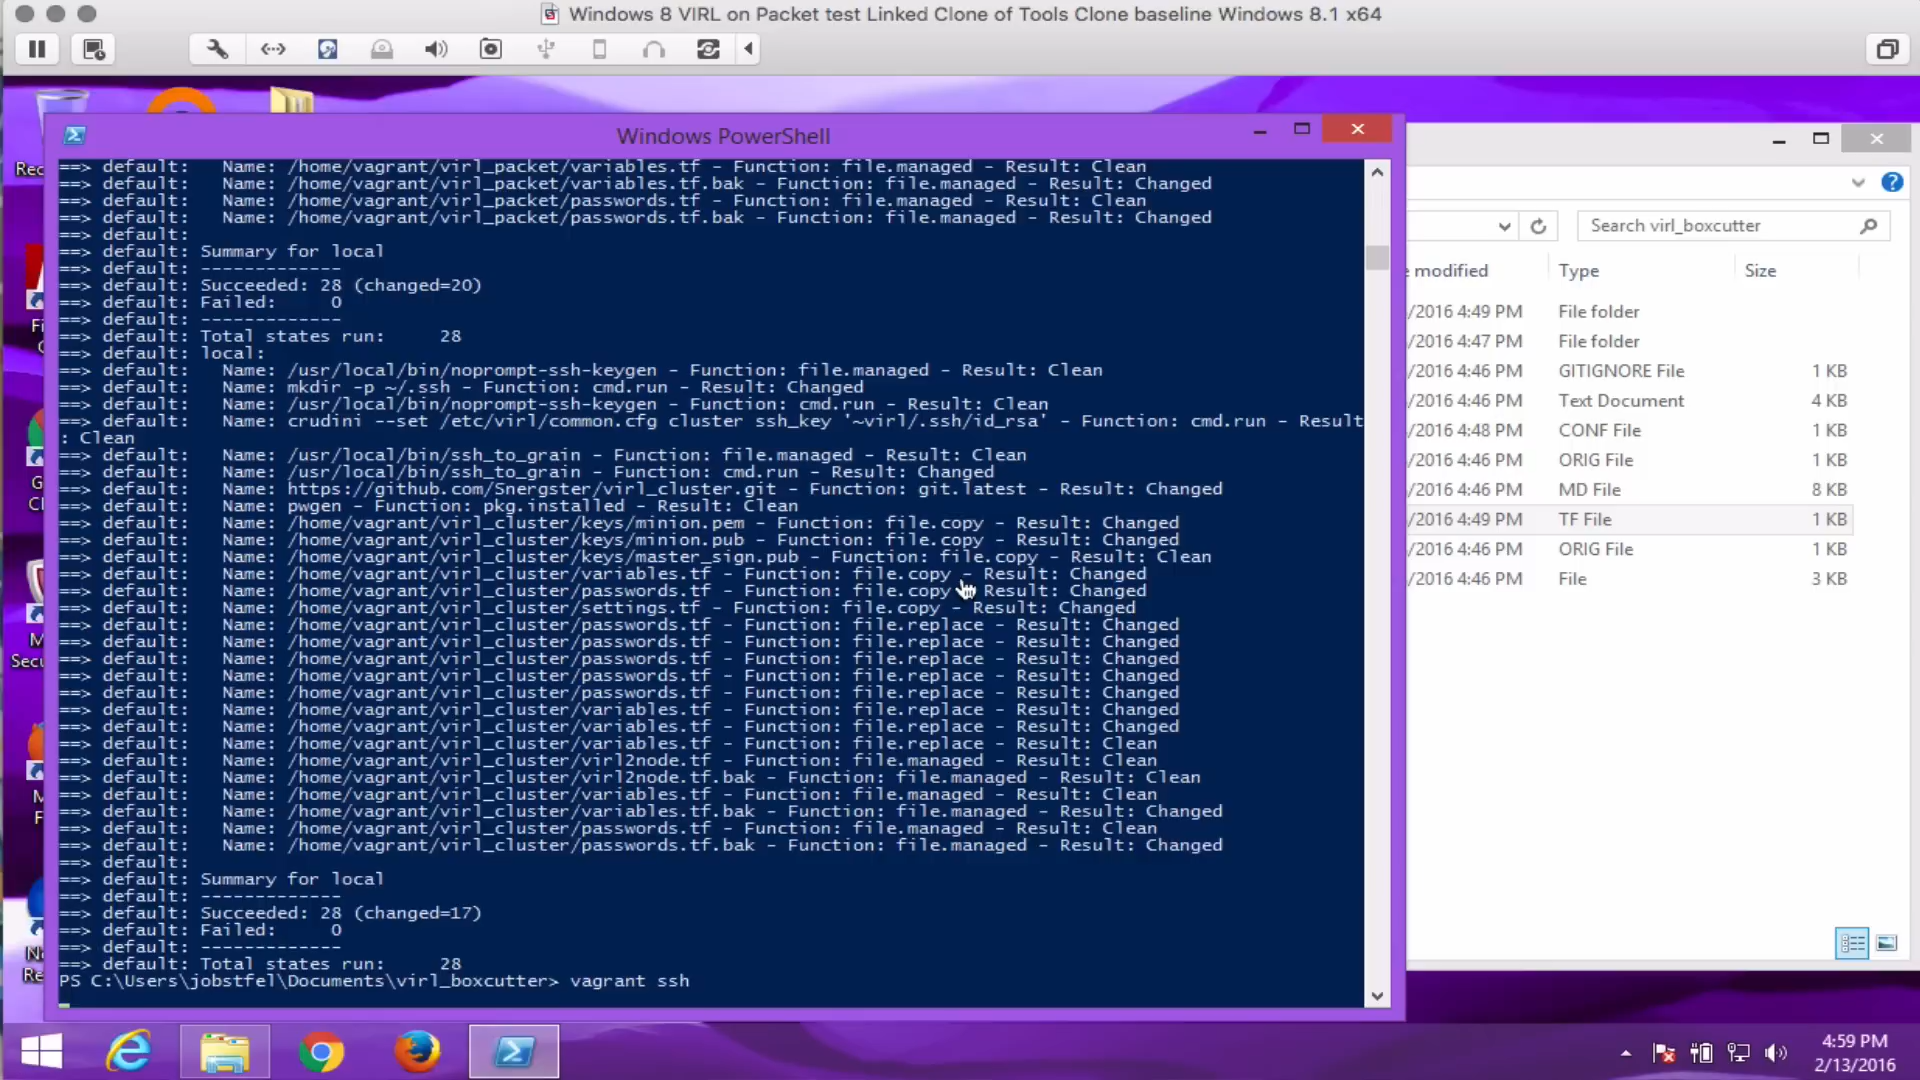 Windows 8 VIRL on Packet test Linked Clone of Tools Clone baseline Windows 8.1 x64
Windows PowerShell
==> default:   Name: /home/vagrant/virl_packet/variables.tf - Function: file.managed - Result: Clean
==> default:   Name: /home/vagrant/virl_packet/variables.tf.bak - Function: file.managed - Result: Changed
==> default:   Name: /home/vagrant/virl_packet/passwords.tf - Function: file.managed - Result: Clean
==> default:   Name: /home/vagrant/virl_packet/passwords.tf.bak - Function: file.managed - Result: Changed
==> default:
==> default: Summary for local
==> default: -------------
==> default: Succeeded: 28 (changed=20)
==> default: Failed:     0
==> default: -------------
==> default: Total states run:     28
==> default: local:
==> default:   Name: /usr/local/bin/noprompt-ssh-keygen - Function: file.managed - Result: Clean
==> default:   Name: mkdir -p ~/.ssh - Function: cmd.run - Result: Changed
==> default:   Name: /usr/local/bin/noprompt-ssh-keygen - Function: cmd.run - Result: Clean
==> default:   Name: crudini --set /etc/virl/common.cfg cluster ssh_key '~virl/.ssh/id_rsa' - Function: cmd.run - Result
: Clean
==> default:   Name: /usr/local/bin/ssh_to_grain - Function: file.managed - Result: Clean
==> default:   Name: /usr/local/bin/ssh_to_grain - Function: cmd.run - Result: Changed
==> default:   Name: https://github.com/Snergster/virl_cluster.git - Function: git.latest - Result: Changed
==> default:   Name: pwgen - Function: pkg.installed - Result: Clean
==> default:   Name: /home/vagrant/virl_cluster/keys/minion.pem - Function: file.copy - Result: Changed
==> default:   Name: /home/vagrant/virl_cluster/keys/minion.pub - Function: file.copy - Result: Changed
==> default:   Name: /home/vagrant/virl_cluster/keys/master_sign.pub - Function: file.copy - Result: Clean
==> default:   Name: /home/vagrant/virl_cluster/variables.tf - Function: file.copy - Result: Changed
==> default:   Name: /home/vagrant/virl_cluster/passwords.tf - Function: file.copy - Result: Changed
==> default:   Name: /home/vagrant/virl_cluster/settings.tf - Function: file.copy - Result: Changed
==> default:   Name: /home/vagrant/virl_cluster/passwords.tf - Function: file.replace - Result: Changed
==> default:   Name: /home/vagrant/virl_cluster/passwords.tf - Function: file.replace - Result: Changed
==> default:   Name: /home/vagrant/virl_cluster/passwords.tf - Function: file.replace - Result: Changed
==> default:   Name: /home/vagrant/virl_cluster/passwords.tf - Function: file.replace - Result: Changed
==> default:   Name: /home/vagrant/virl_cluster/passwords.tf - Function: file.replace - Result: Changed
==> default:   Name: /home/vagrant/virl_cluster/variables.tf - Function: file.replace - Result: Changed
==> default:   Name: /home/vagrant/virl_cluster/variables.tf - Function: file.replace - Result: Changed
==> default:   Name: /home/vagrant/virl_cluster/variables.tf - Function: file.replace - Result: Clean
==> default:   Name: /home/vagrant/virl_cluster/virl2node.tf - Function: file.managed - Result: Clean
==> default:   Name: /home/vagrant/virl_cluster/virl2node.tf.bak - Function: file.managed - Result: Clean
==> default:   Name: /home/vagrant/virl_cluster/variables.tf - Function: file.managed - Result: Clean
==> default:   Name: /home/vagrant/virl_cluster/variables.tf.bak - Function: file.managed - Result: Changed
==> default:   Name: /home/vagrant/virl_cluster/passwords.tf - Function: file.managed - Result: Clean
==> default:   Name: /home/vagrant/virl_cluster/passwords.tf.bak - Function: file.managed - Result: Changed
==> default:
==> default: Summary for local
==> default: -------------
==> default: Succeeded: 28 (changed=17)
==> default: Failed:     0
==> default: -------------
==> default: Total states run:     28
PS C:\Users\jobstfel\Documents\virl_boxcutter> vagrant ssh
Search virl_boxcutter
modified Type Size
/2016 4:49 PM File folder
/2016 4:47 PM File folder
/2016 4:46 PM GITIGNORE File 1 KB
/2016 4:46 PM Text Document 4 KB
/2016 4:48 PM CONF File 1 KB
/2016 4:46 PM ORIG File 1 KB
/2016 4:46 PM MD File 8 KB
/2016 4:49 PM TF File 1 KB
/2016 4:46 PM ORIG File 1 KB
/2016 4:46 PM File 3 KB
Rec
Fi
C
G
Cl
M
Secu
M
F
Re
4:59 PM
2/13/2016